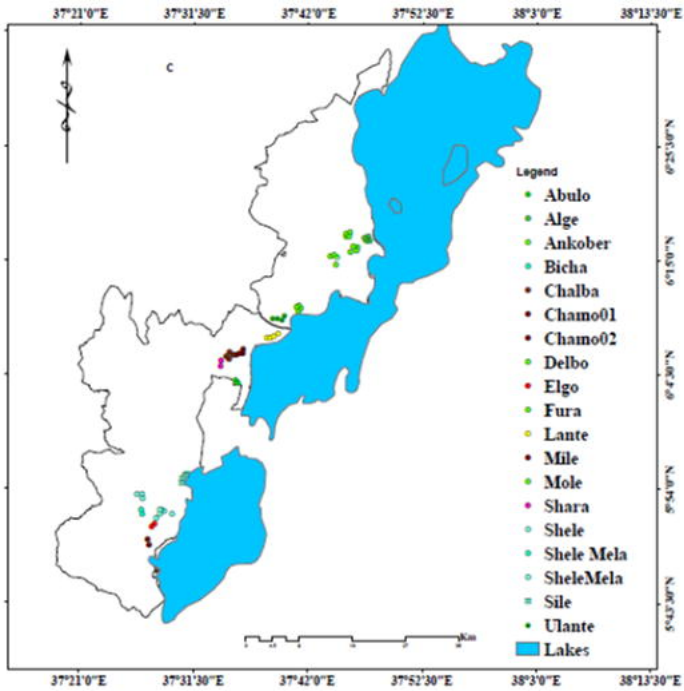 37°21'0"E 37°31'30"E 37°42'0"E 37°52'30"E 38°3'0"E 38°13'30"E
C
Legend
Abulo
Alge
Ankober
Bicha
Chalba
Chamo01
Chamo02
Delbo
Elgo
Fura
Lante
Mile
Mole
Shara
Shele
Shele Mela
SheleMela
Sile
Ulante
Lakes
6°25'30"N
6°15'0"N
6°4'30"N
5°54'0"N
5°43'30"N
Km
37°21'0"E 37°31'30"E 37°42'0"E 37°52'30"E 38°3'0"E 38°13'30"E